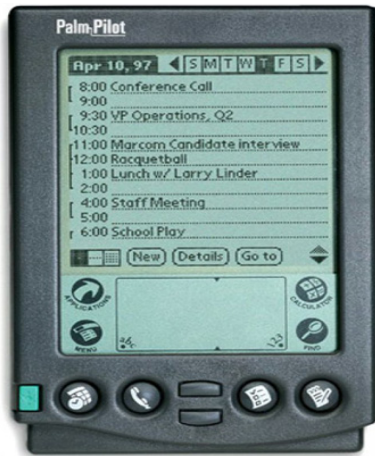 PalmPilot
Apr 10, 97 S M T W T F S
8:00 Conference Call
9:00
9:30 VP Operations, Q2
10:30
11:00 Marcom Candidate interview
12:00 Racquetball
1:00 Lunch w/ Larry Linder
2:00
4:00 Staff Meeting
5:00
6:00 School Play
New Details Go to
APPLICATIONS CALCULATOR
MENU abc 123 FIND